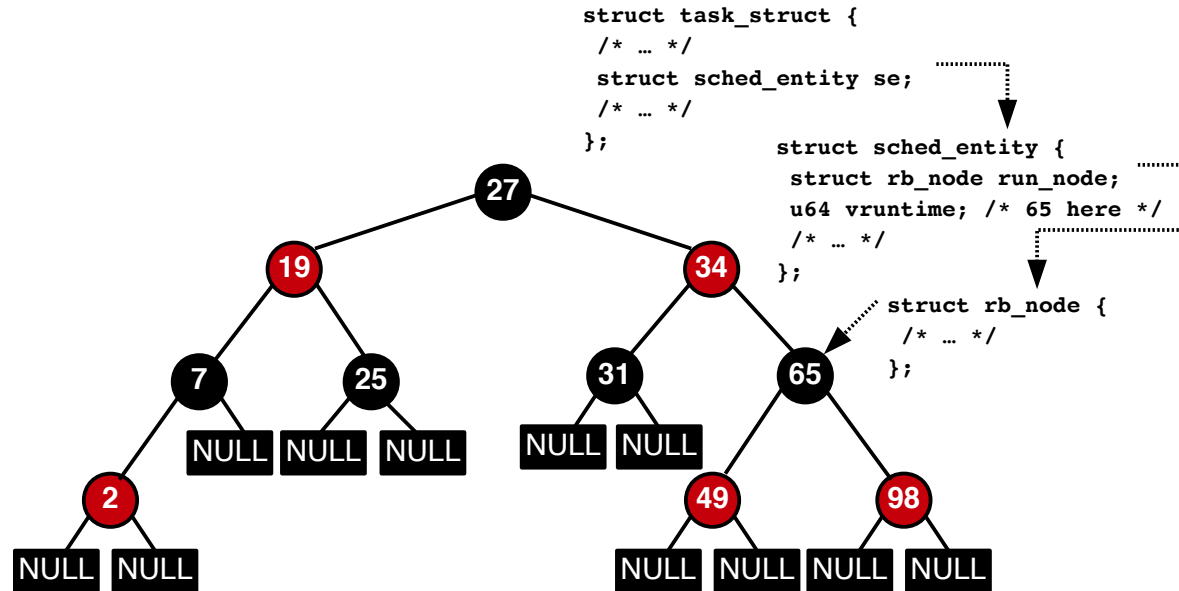 struct task_struct {
/* … */
struct sched_entity se;
/* … */
};
struct sched_entity {
struct rb_node run_node;
u64 vruntime; /* 65 here */
/* … */
};
struct rb_node {
/* … */
};
27
19
34
7
25
31
65
NULL
NULL
NULL
NULL
NULL
2
49
98
NULL
NULL
NULL
NULL
NULL
NULL